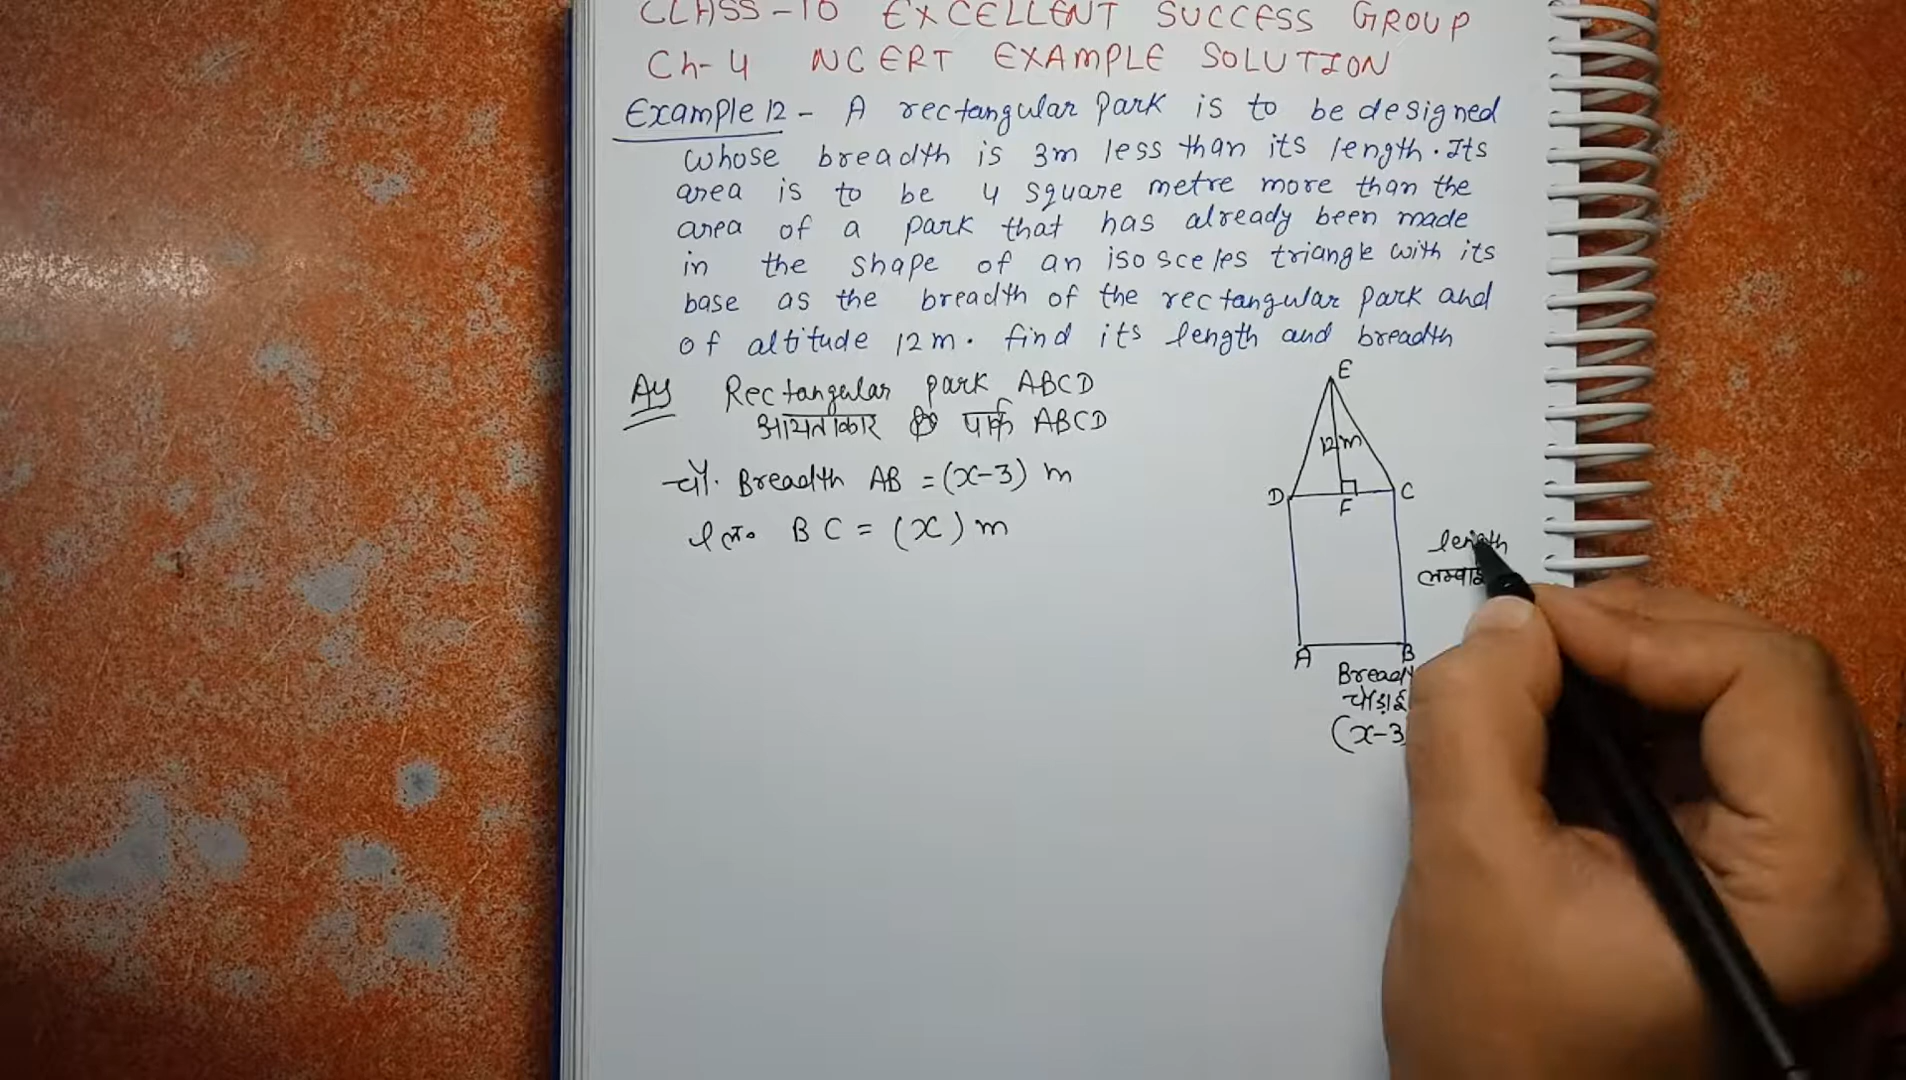 CLASS-10 EXCELLENT SUCCESS GROUP
Ch-4 NCERT EXAMPLE SOLUTION
Example 12 - A rectangular park is to be designed
whose breadth is 3m less than its length. Its
area is to be 4 square metre more than the
area of a park that has already been made
in the shape of an isosceles triangle with its
base as the breadth of the rectangular park and
of altitude 12m. find its length and breadth
Rectangular park ABCD
आयताकार पार्क ABCD
चौ. Breadth AB = (x-3) m
BC = (x) m
E
12 m
D F C
length
A B
चौड़ाई
(x-3